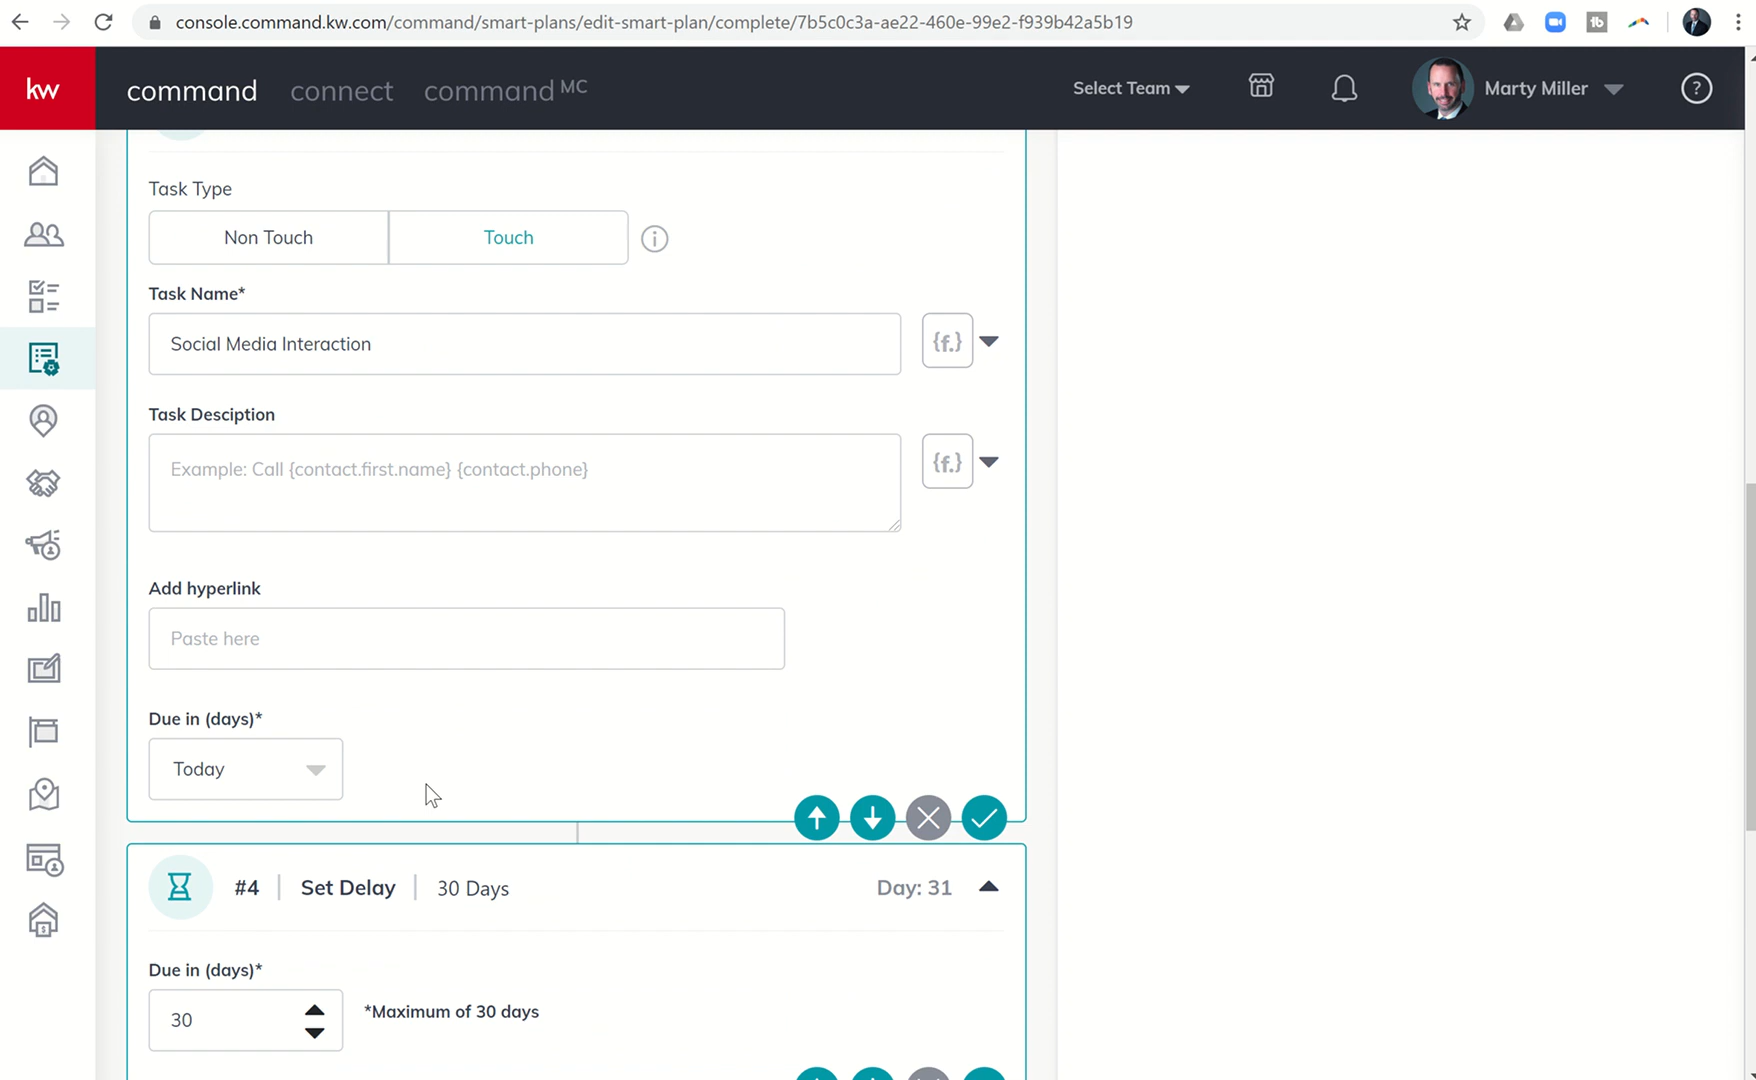 console.command.kw.com/command/smart-plans/edit-smart-plan/complete/7b5c0c3a-ae22-460e-99e2-f939b42a5b19
kw command connect command MC Select Team Marty Miller ?
Task Type
Non Touch Touch i
Task Name*
Social Media Interaction {f.}
Task Desciption
Example: Call {contact.first.name} {contact.phone} {f.}
Add hyperlink
Paste here
Due in (days)*
Today
#4 | Set Delay | 30 Days Day: 31
Due in (days)*
30 *Maximum of 30 days